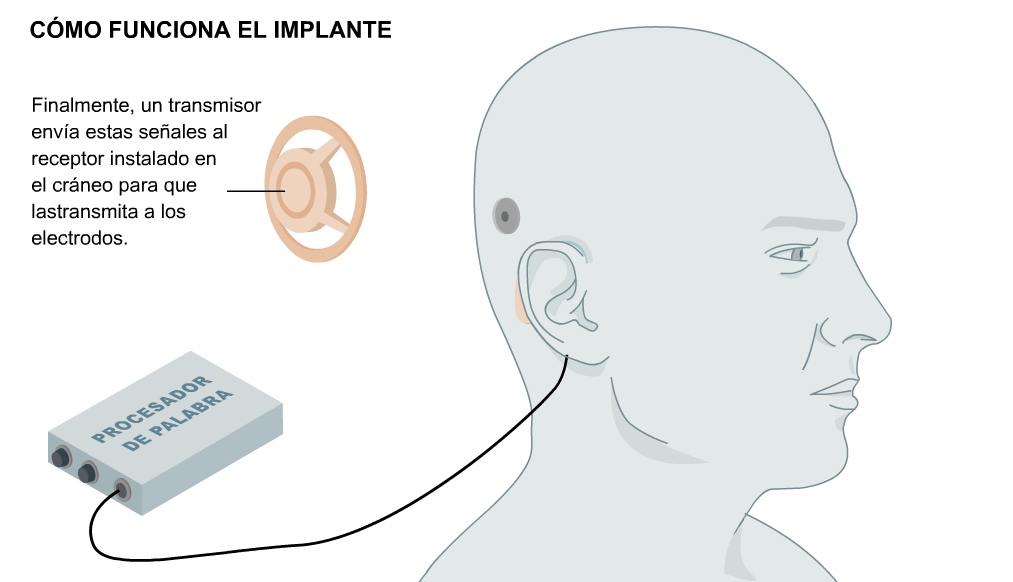 CÓMO FUNCIONA EL IMPLANTE
Finalmente, un transmisor
envía estas señales al
receptor instalado en
el cráneo para que
lastransmita a los
electrodos.
PROCESADOR
DE PALABRA